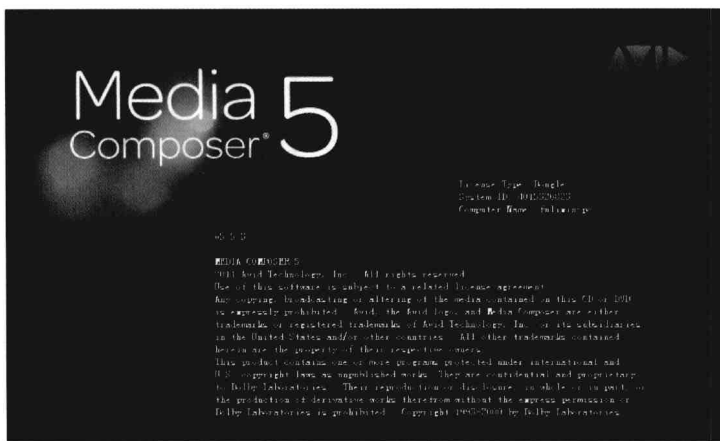 AVID
Media
Composer® 5
License Type: Dongle
System ID:
Computer Name:
v5.5.3
MEDIA COMPOSER 5
2011 Avid Technology, Inc. All rights reserved
Use of this software is subject to a related license agreement
Any copying, broadcasting or altering of the media contained on this CD or DVD
is expressly prohibited. Avid, the Avid logo, and Media Composer are either
trademarks or registered trademarks of Avid Technology, Inc. or its subsidiaries
in the United States and/or other countries. All other trademarks contained
herein are the property of their respective owners.
This product contains one or more programs protected under international and
U.S. copyright laws as unpublished works. They are confidential and proprietary
to Dolby Laboratories. Their reproduction or disclosure, in whole or in part, or
the production of derivative works therefrom without the express permission of
Dolby Laboratories is prohibited. Copyright by Dolby Laboratories